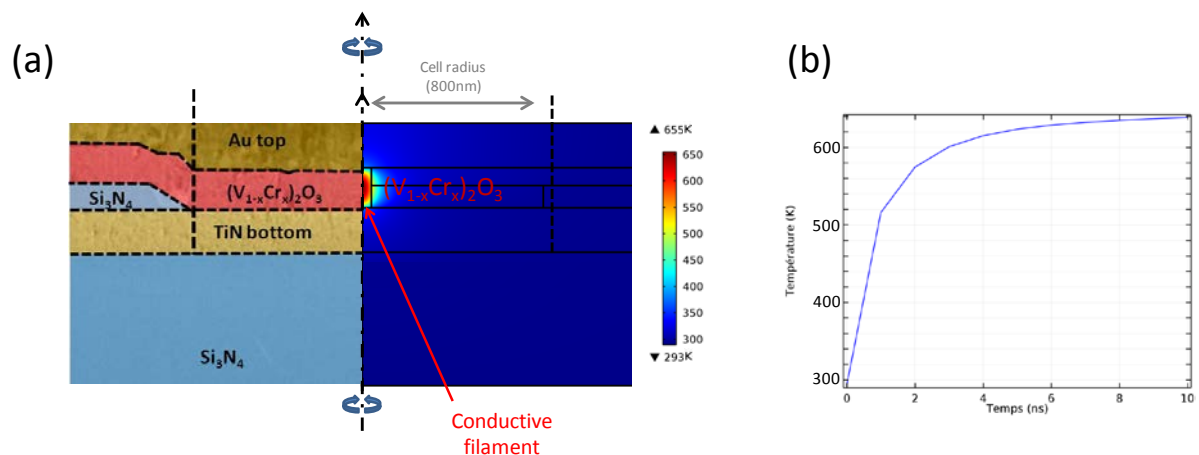 (a)
Cell radius
(800nm)
Au top
(V₁₋ₓCrₓ)₂O₃
Si₃N₄
TiN bottom
Si₃N₄
(V₁₋ₓCrₓ)₂O₃
▲ 655K
650
600
550
500
450
400
350
300
▼ 293K
Conductive
filament
(b)
Température (K)
600
500
400
300
0
2
4
6
8
10
Temps (ns)